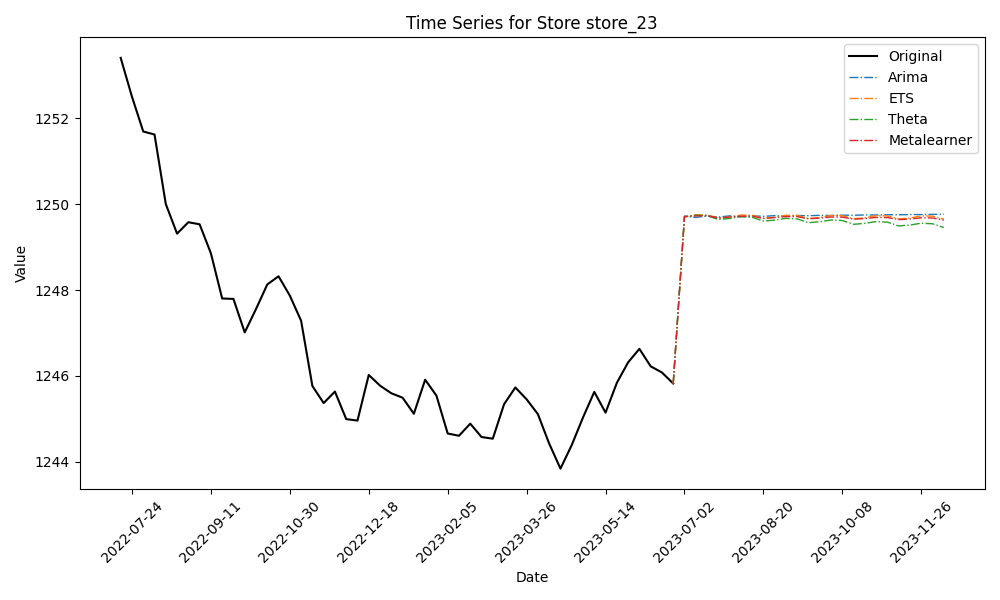 Time Series for Store store_23
Original
Arima
ETS
Theta
Metalearner
Value
1252
1250
1248
1246
1244
2022-07-24
2022-09-11
2022-10-30
2022-12-18
2023-02-05
2023-03-26
2023-05-14
2023-07-02
2023-08-20
2023-10-08
2023-11-26
Date